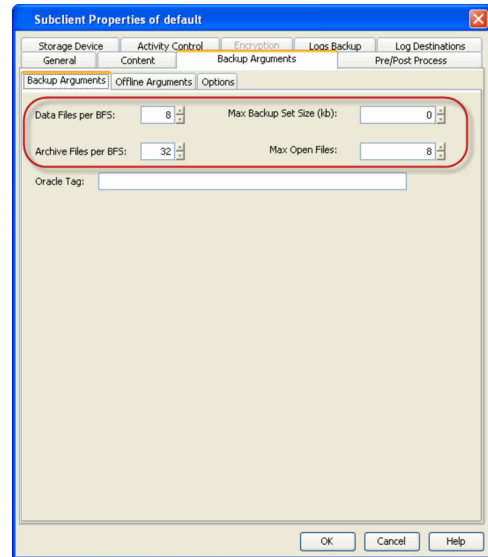 Subclient Properties of default
Storage Device Activity Control Encryption Logs Backup Log Destinations
General Content Backup Arguments Pre/Post Process
Backup Arguments Offline Arguments Options
Data Files per BFS: 8 Max Backup Set Size (kb): 0
Archive Files per BFS: 32 Max Open Files: 8
Oracle Tag:
OK Cancel Help